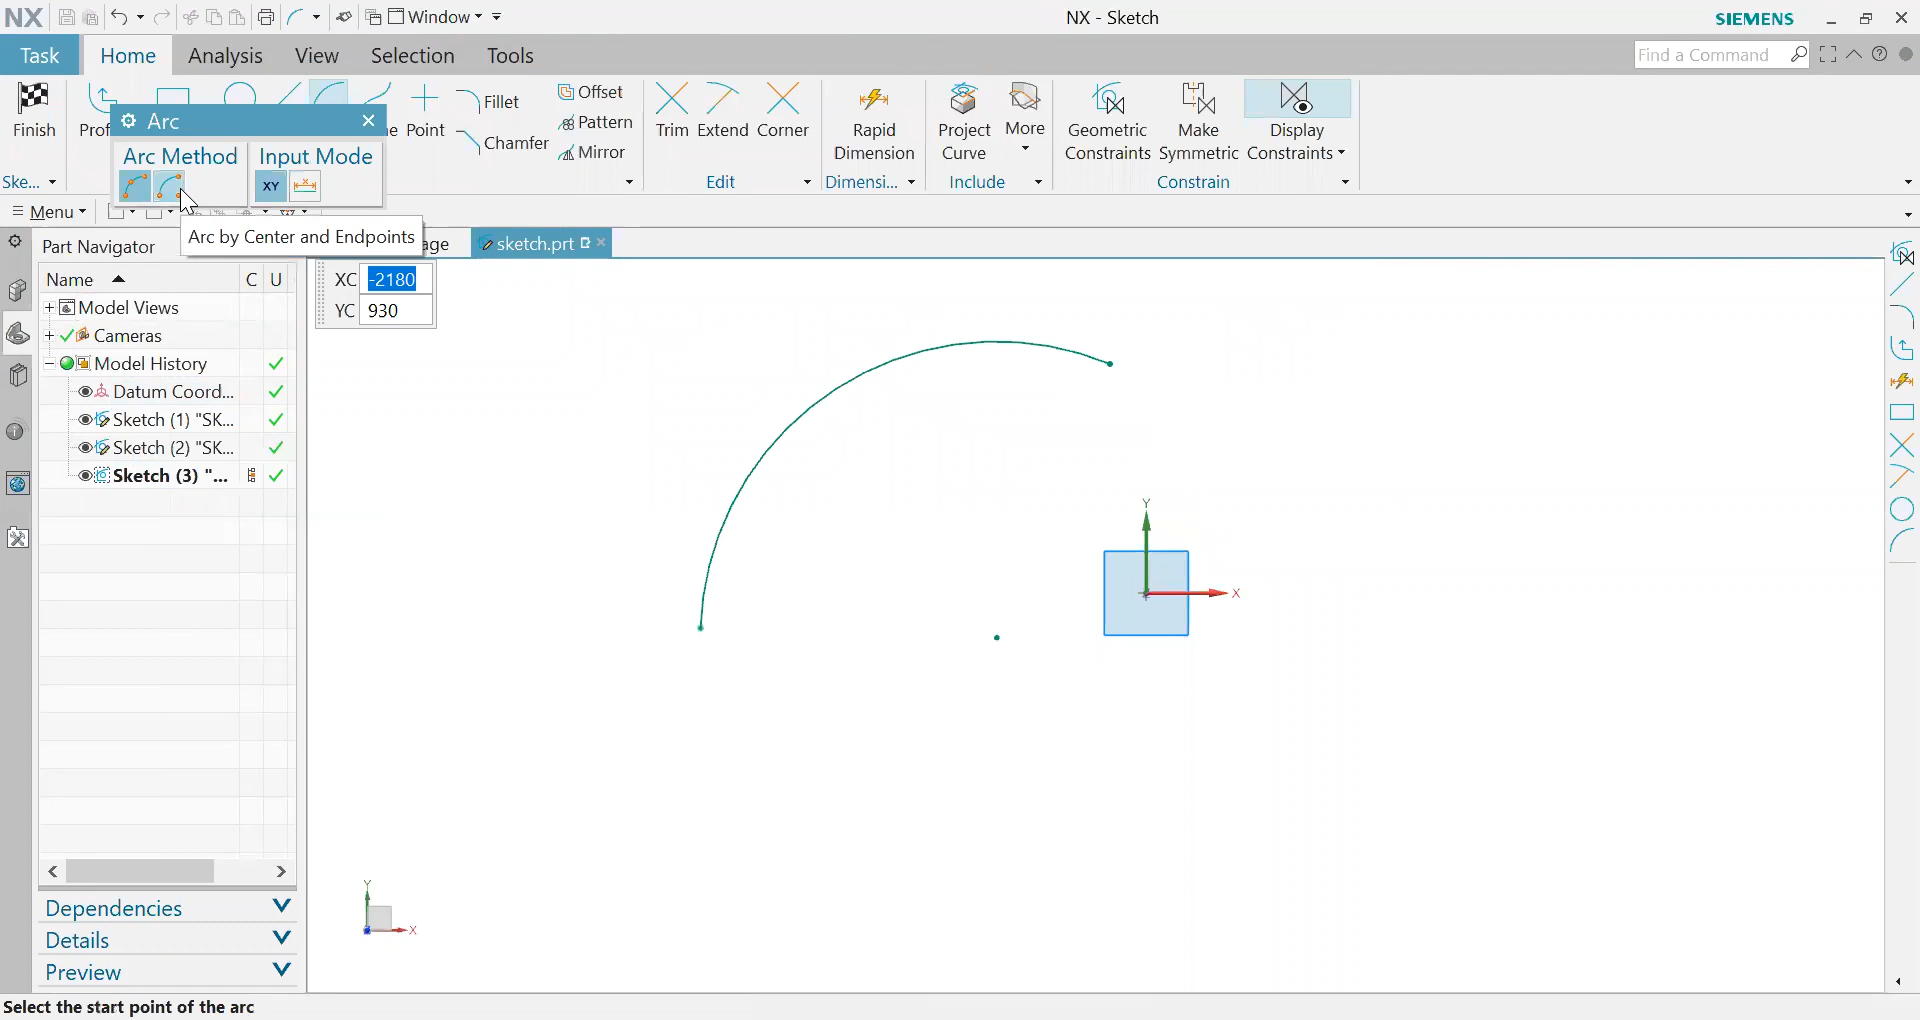 NX Window NX - Sketch SIEMENS
Task Home Analysis View Selection Tools Find a Command
Finish Prof Point Fillet Chamfer Offset Pattern Mirror Trim Extend Corner Rapid Dimension Project Curve More Geometric Constraints Make Symmetric Display Constraints
Arc
Arc Method Input Mode
XY
Ske... Edit Dimensi... Include Constrain
Menu
Arc by Center and Endpoints
Part Navigator age sketch.prt
Name C U
XC -2180
YC 930
Model Views
Cameras
Model History
Datum Coord...
Sketch (1) "SK...
Sketch (2) "SK...
Sketch (3) "...
Y
X
Y
X
Dependencies
Details
Preview
Select the start point of the arc